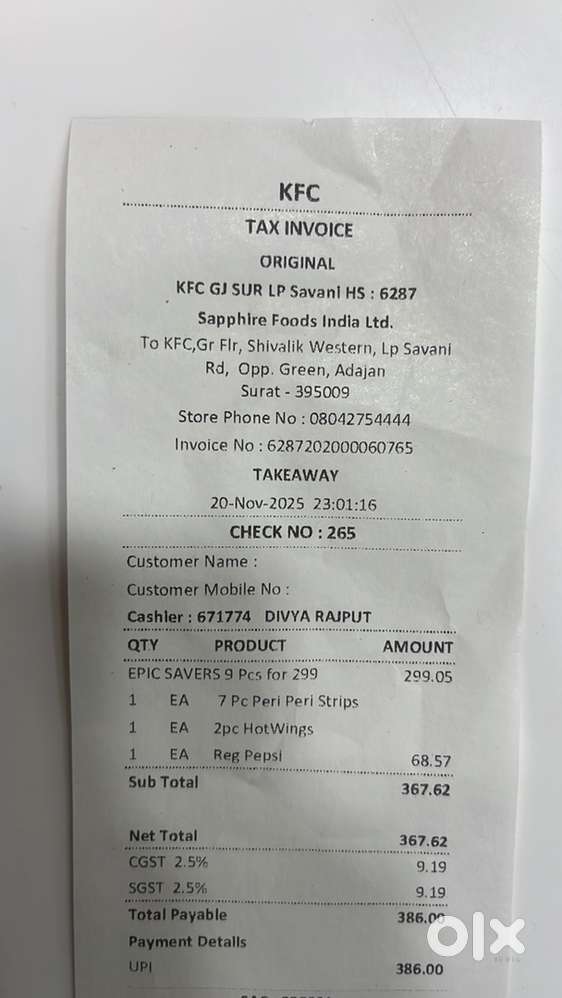 KFC
TAX INVOICE
ORIGINAL
KFC GJ SUR LP Savani HS : 6287
Sapphire Foods India Ltd.
To KFC,Gr Flr, Shivalik Western, Lp Savani
Rd, Opp. Green, Adajan
Surat - 395009
Store Phone No : 08042754444
Invoice No : 6287202000060765
TAKEAWAY
20-Nov-2025 23:01:16
CHECK NO : 265
Customer Name :
Customer Mobile No :
Cashier : 671774 DIVYA RAJPUT
QTY PRODUCT AMOUNT
EPIC SAVERS 9 Pcs for 299 299.05
1 EA 7 Pc Peri Peri Strips
1 EA 2pc HotWings
1 EA Reg Pepsi 68.57
Sub Total 367.62
Net Total 367.62
CGST 2.5% 9.19
SGST 2.5% 9.19
Total Payable 386.00
Payment Details
UPI 386.00
olx